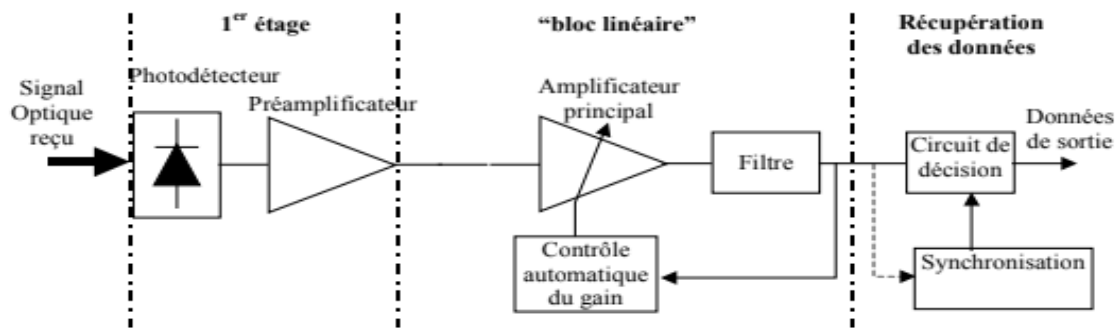 1er étage
“bloc linéaire”
Récupération
des données
Signal
Optique
reçu
Photodétecteur
Préamplificateur
Amplificateur
principal
Filtre
Contrôle
automatique
du gain
Circuit de
décision
Données
de sortie
Synchronisation